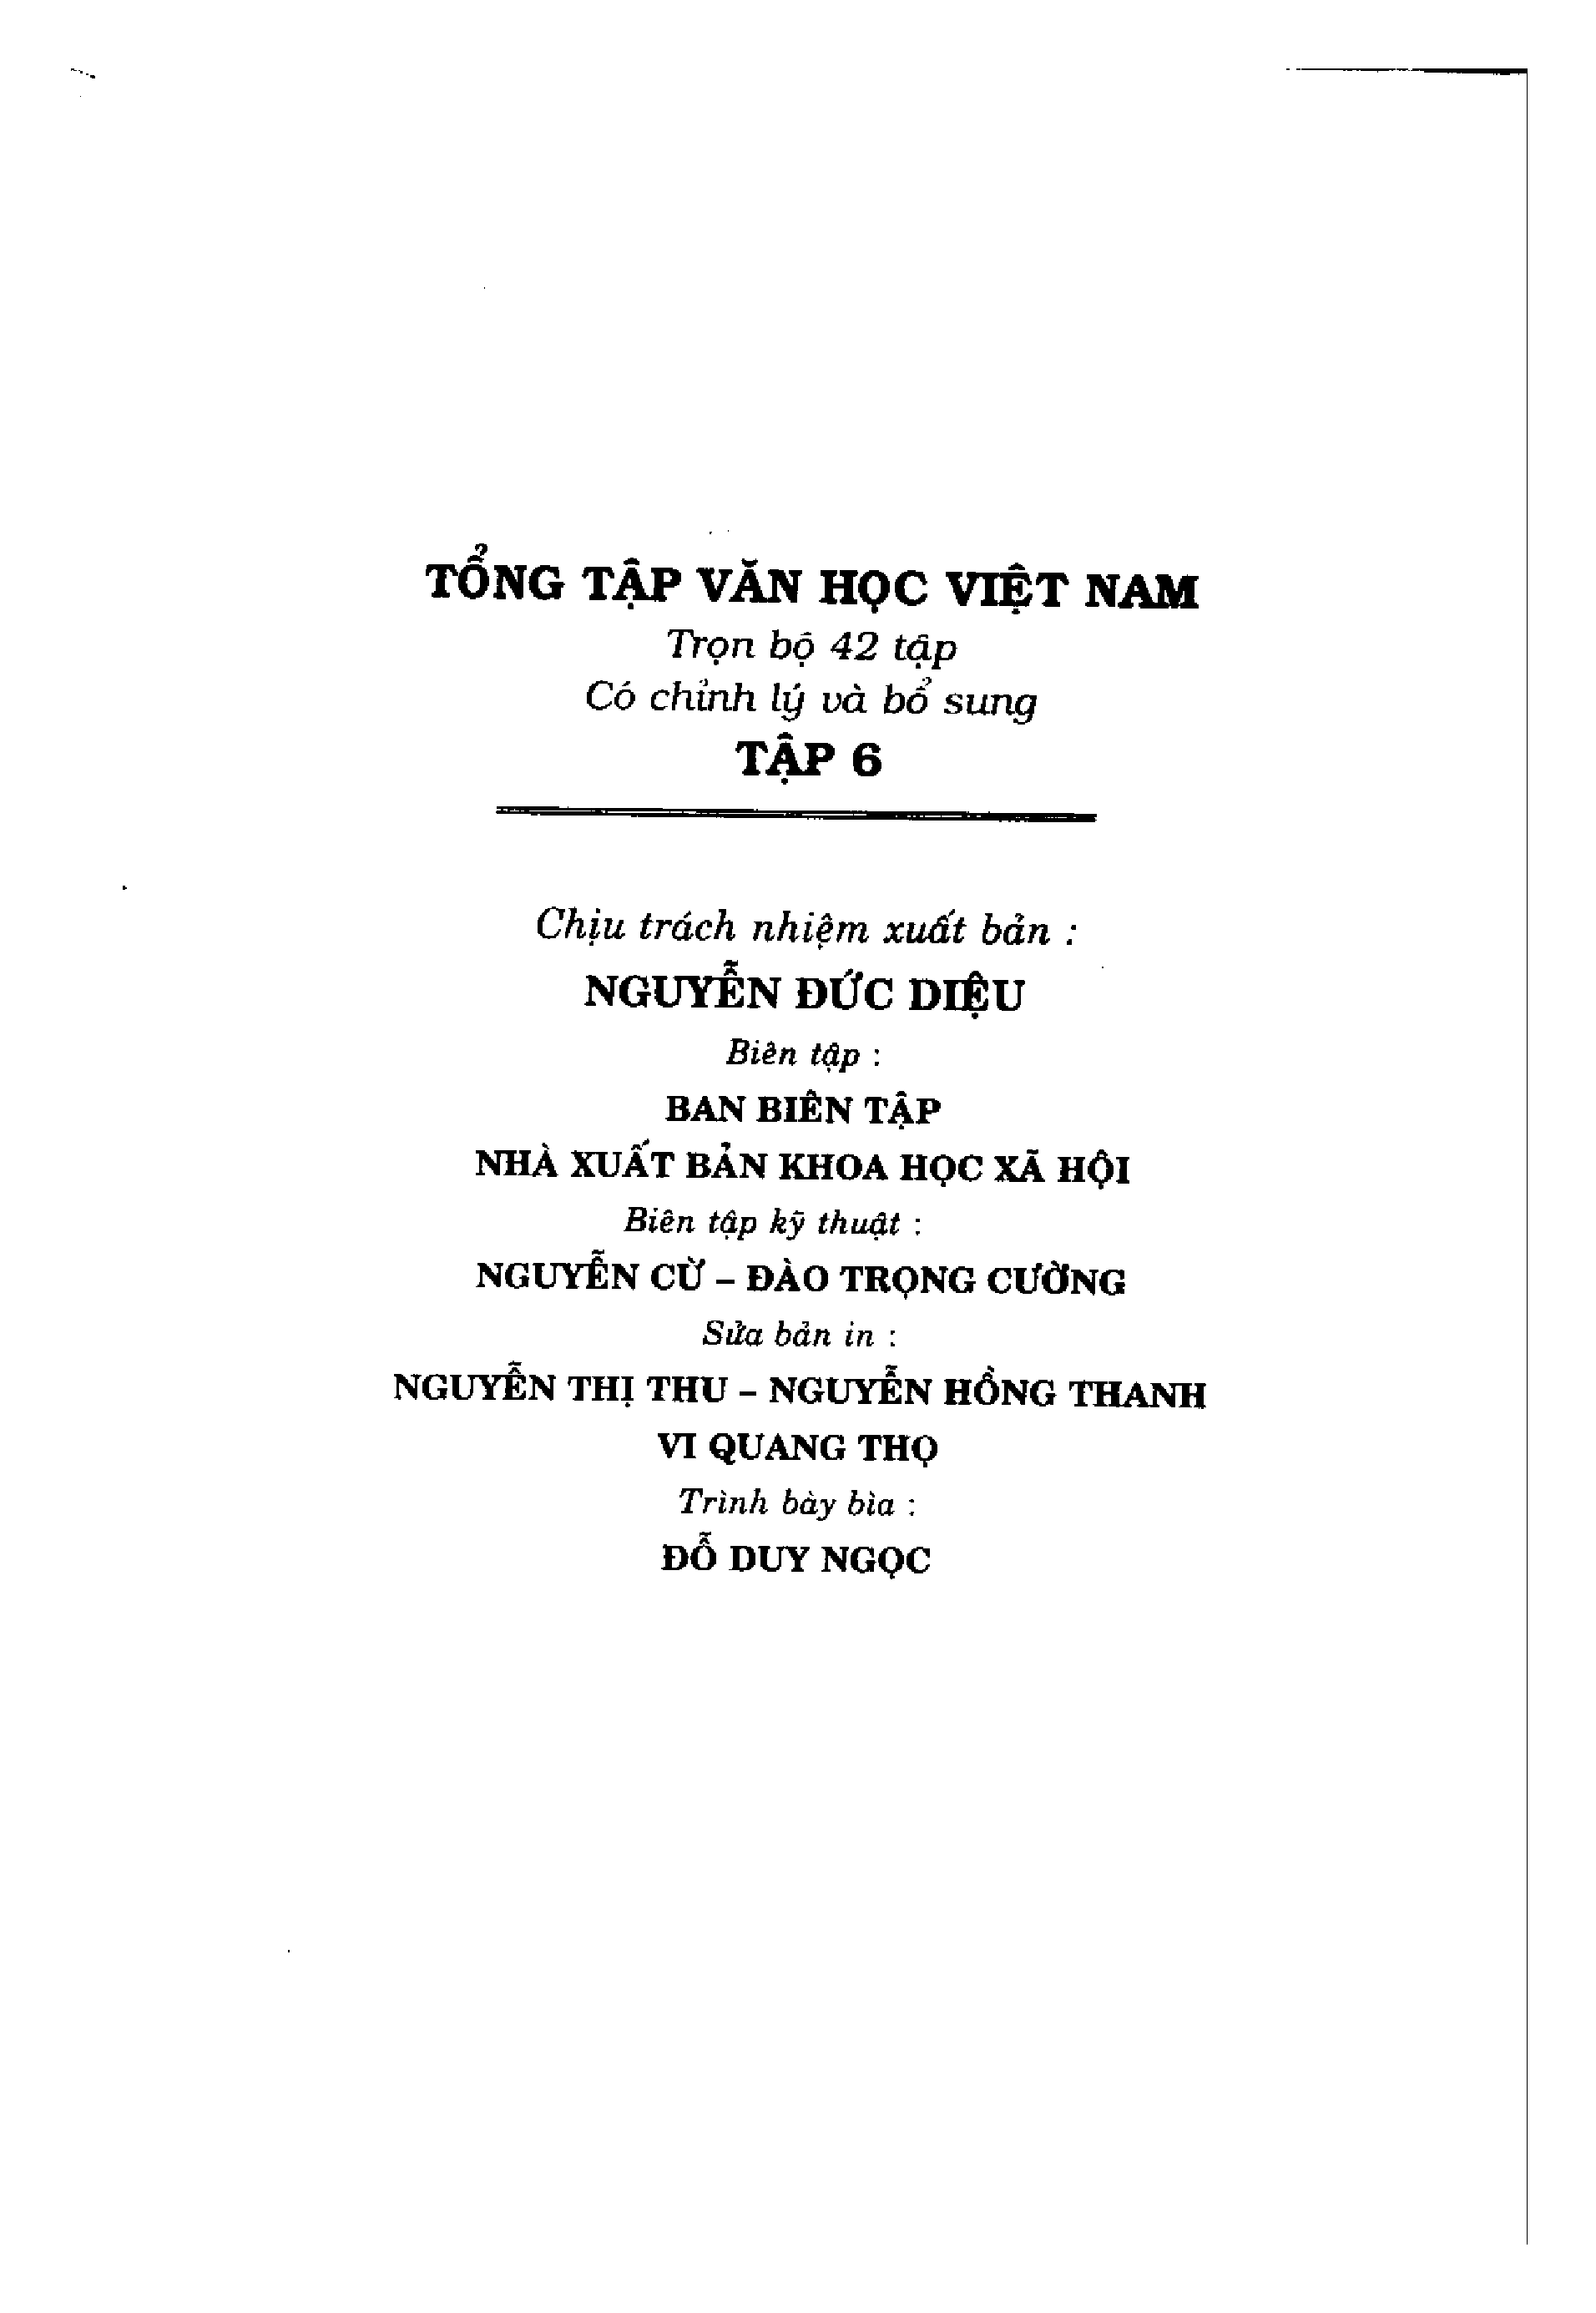 TỔNG TẬP VĂN HỌC VIỆT NAM
Trọn bộ 42 tập
Có chỉnh lý và bổ sung
TẬP 6
Chịu trách nhiệm xuất bản :
NGUYỄN ĐỨC DIỆU
Biên tập :
BAN BIÊN TẬP
NHÀ XUẤT BẢN KHOA HỌC XÃ HỘI
Biên tập kỹ thuật :
NGUYỄN CỪ – ĐÀO TRỌNG CƯỜNG
Sửa bản in :
NGUYỄN THỊ THU – NGUYỄN HỒNG THANH
VI QUANG THỌ
Trình bày bìa :
ĐỖ DUY NGỌC